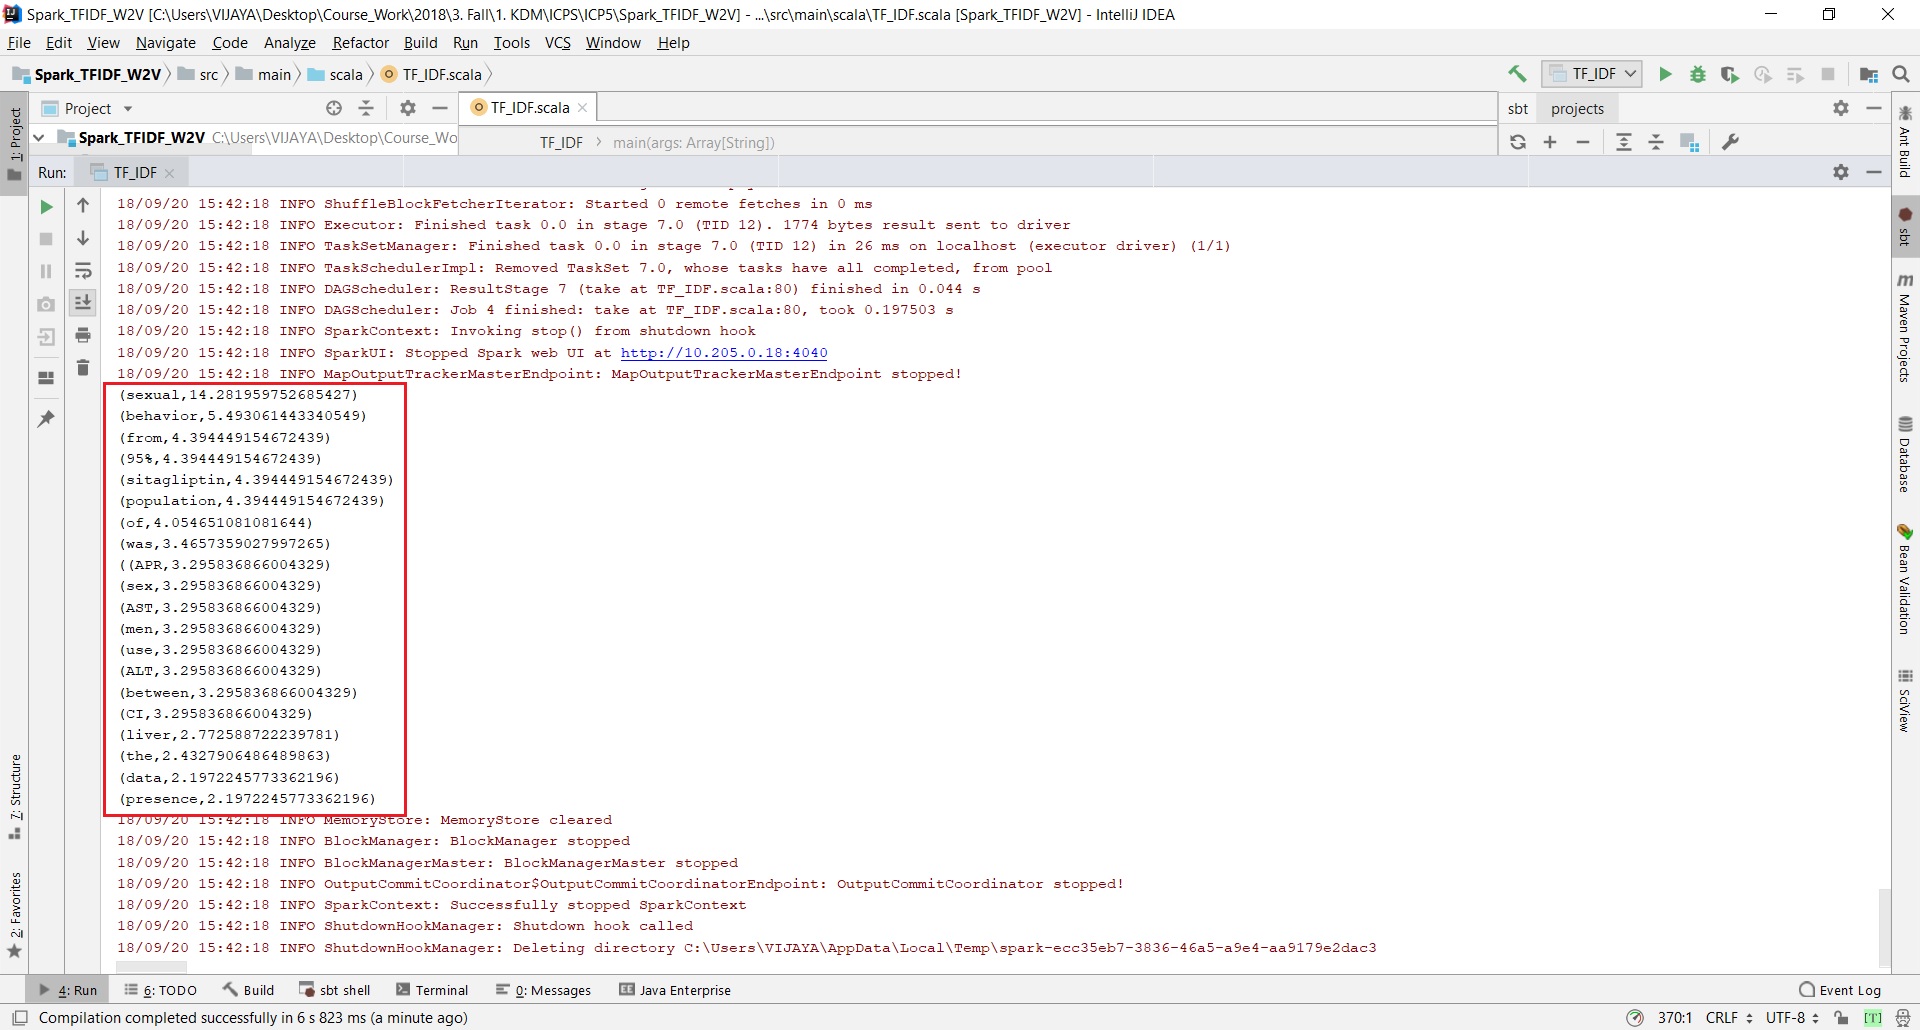 Spark_TFIDF_W2V [C:\Users\VIJAYA\Desktop\Course_Work\2018\3. Fall\1. KDM\ICPS\ICP5\Spark_TFIDF_W2V] - ...\src\main\scala\TF_IDF.scala [Spark_TFIDF_W2V] - IntelliJ IDEA
File Edit View Navigate Code Analyze Refactor Build Run Tools VCS Window Help
Spark_TFIDF_W2V src main scala TF_IDF.scala TF_IDF
Project TF_IDF.scala sbt projects
Spark_TFIDF_W2V C:\Users\VIJAYA\Desktop\Course_Wo TF_IDF main(args: Array[String])
Run: TF_IDF
18/09/20 15:42:18 INFO ShuffleBlockFetcherIterator: Started 0 remote fetches in 0 ms
18/09/20 15:42:18 INFO Executor: Finished task 0.0 in stage 7.0 (TID 12). 1774 bytes result sent to driver
18/09/20 15:42:18 INFO TaskSetManager: Finished task 0.0 in stage 7.0 (TID 12) in 26 ms on localhost (executor driver) (1/1)
18/09/20 15:42:18 INFO TaskSchedulerImpl: Removed TaskSet 7.0, whose tasks have all completed, from pool
18/09/20 15:42:18 INFO DAGScheduler: ResultStage 7 (take at TF_IDF.scala:80) finished in 0.044 s
18/09/20 15:42:18 INFO DAGScheduler: Job 4 finished: take at TF_IDF.scala:80, took 0.197503 s
18/09/20 15:42:18 INFO SparkContext: Invoking stop() from shutdown hook
18/09/20 15:42:18 INFO SparkUI: Stopped Spark web UI at http://10.205.0.18:4040
18/09/20 15:42:18 INFO MapOutputTrackerMasterEndpoint: MapOutputTrackerMasterEndpoint stopped!
(sexual,14.281959752685427)
(behavior,5.493061443340549)
(from,4.394449154672439)
(95%,4.394449154672439)
(sitagliptin,4.394449154672439)
(population,4.394449154672439)
(of,4.054651081081644)
(was,3.4657359027997265)
((APR,3.295836866004329)
(sex,3.295836866004329)
(AST,3.295836866004329)
(men,3.295836866004329)
(use,3.295836866004329)
(ALT,3.295836866004329)
(between,3.295836866004329)
(CI,3.295836866004329)
(liver,2.772588722239781)
(the,2.4327906486489863)
(data,2.1972245773362196)
(presence,2.1972245773362196)
18/09/20 15:42:18 INFO MemoryStore: MemoryStore cleared
18/09/20 15:42:18 INFO BlockManager: BlockManager stopped
18/09/20 15:42:18 INFO BlockManagerMaster: BlockManagerMaster stopped
18/09/20 15:42:18 INFO OutputCommitCoordinator$OutputCommitCoordinatorEndpoint: OutputCommitCoordinator stopped!
18/09/20 15:42:18 INFO SparkContext: Successfully stopped SparkContext
18/09/20 15:42:18 INFO ShutdownHookManager: Shutdown hook called
18/09/20 15:42:18 INFO ShutdownHookManager: Deleting directory C:\Users\VIJAYA\AppData\Local\Temp\spark-ecc35eb7-3836-46a5-a9e4-aa9179e2dac3
1: Project
7: Structure
2: Favorites
Ant Build
sbt
Maven Projects
Database
Bean Validation
SciView
4: Run 6: TODO Build sbt shell Terminal 0: Messages Java Enterprise Event Log
Compilation completed successfully in 6 s 823 ms (a minute ago) 370:1 CRLF UTF-8 [T]